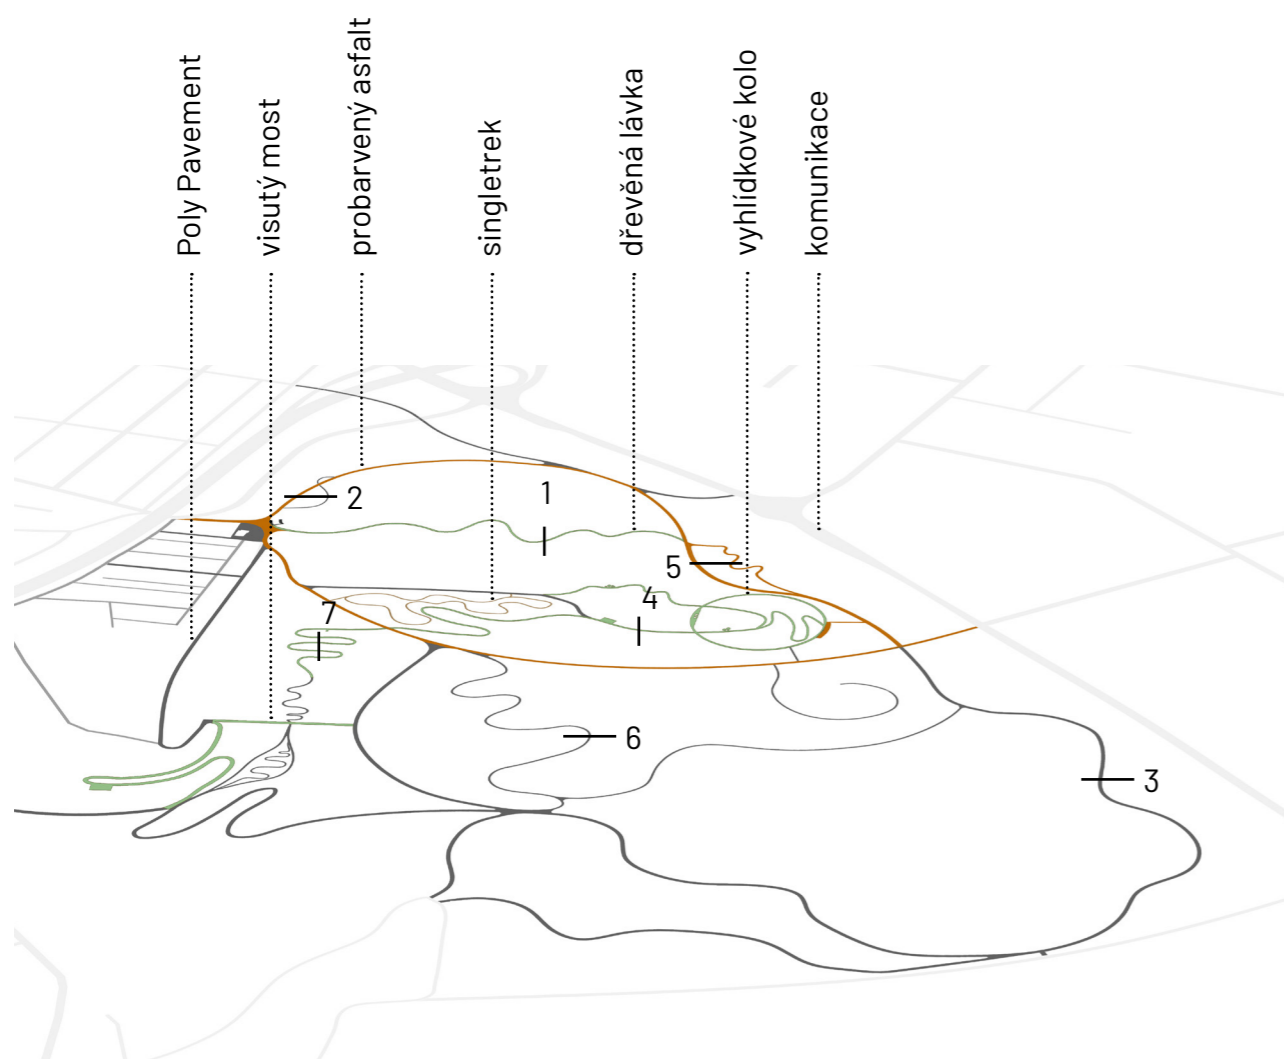 Poly Pavement
visutý most
probarvený asfalt
singletrek
dřevěná lávka
vyhlídkové kolo
komunikace
1
2
5
4
7
6
3